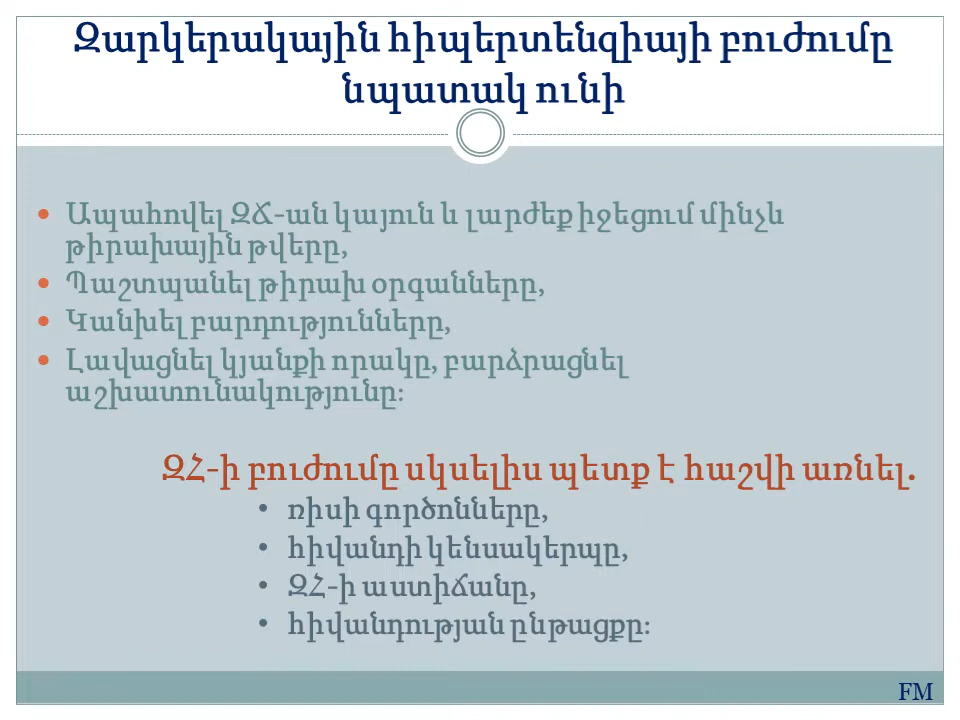 Զարկերակային հիպերտենզիայի բուժումը
նպատակ ունի
• Ապահովել ԶՃ-ան կայուն և լարժեք իջեցում մինչև
թիրախային թվերը,
• Պաշտպանել թիրախ օրգանները,
• Կանխել բարդությունները,
• Լավացնել կյանքի որակը, բարձրացնել
աշխատունակությունը։
ԶՀ-ի բուժումը սկսելիս պետք է հաշվի առնել.
• ռիսի գործոնները,
• հիվանդի կենսակերպը,
• ԶՀ-ի աստիճանը,
• հիվանդության ընթացքը։
FM